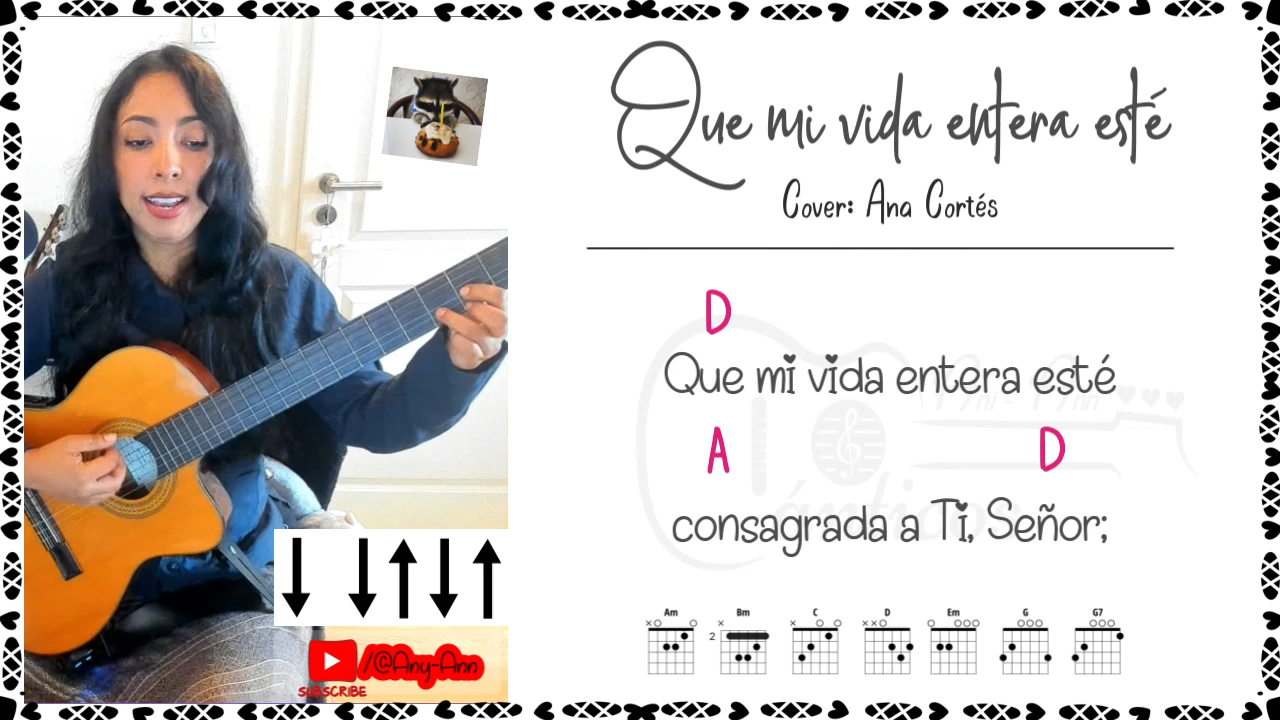 Que mi vida entera esté
Cover: Ana Cortés
D
Que mi vida entera esté
A D
consagrada a Ti, Señor;
Am Bm C D Em G G7
2
/@Any-Ann
SUBSCRIBE